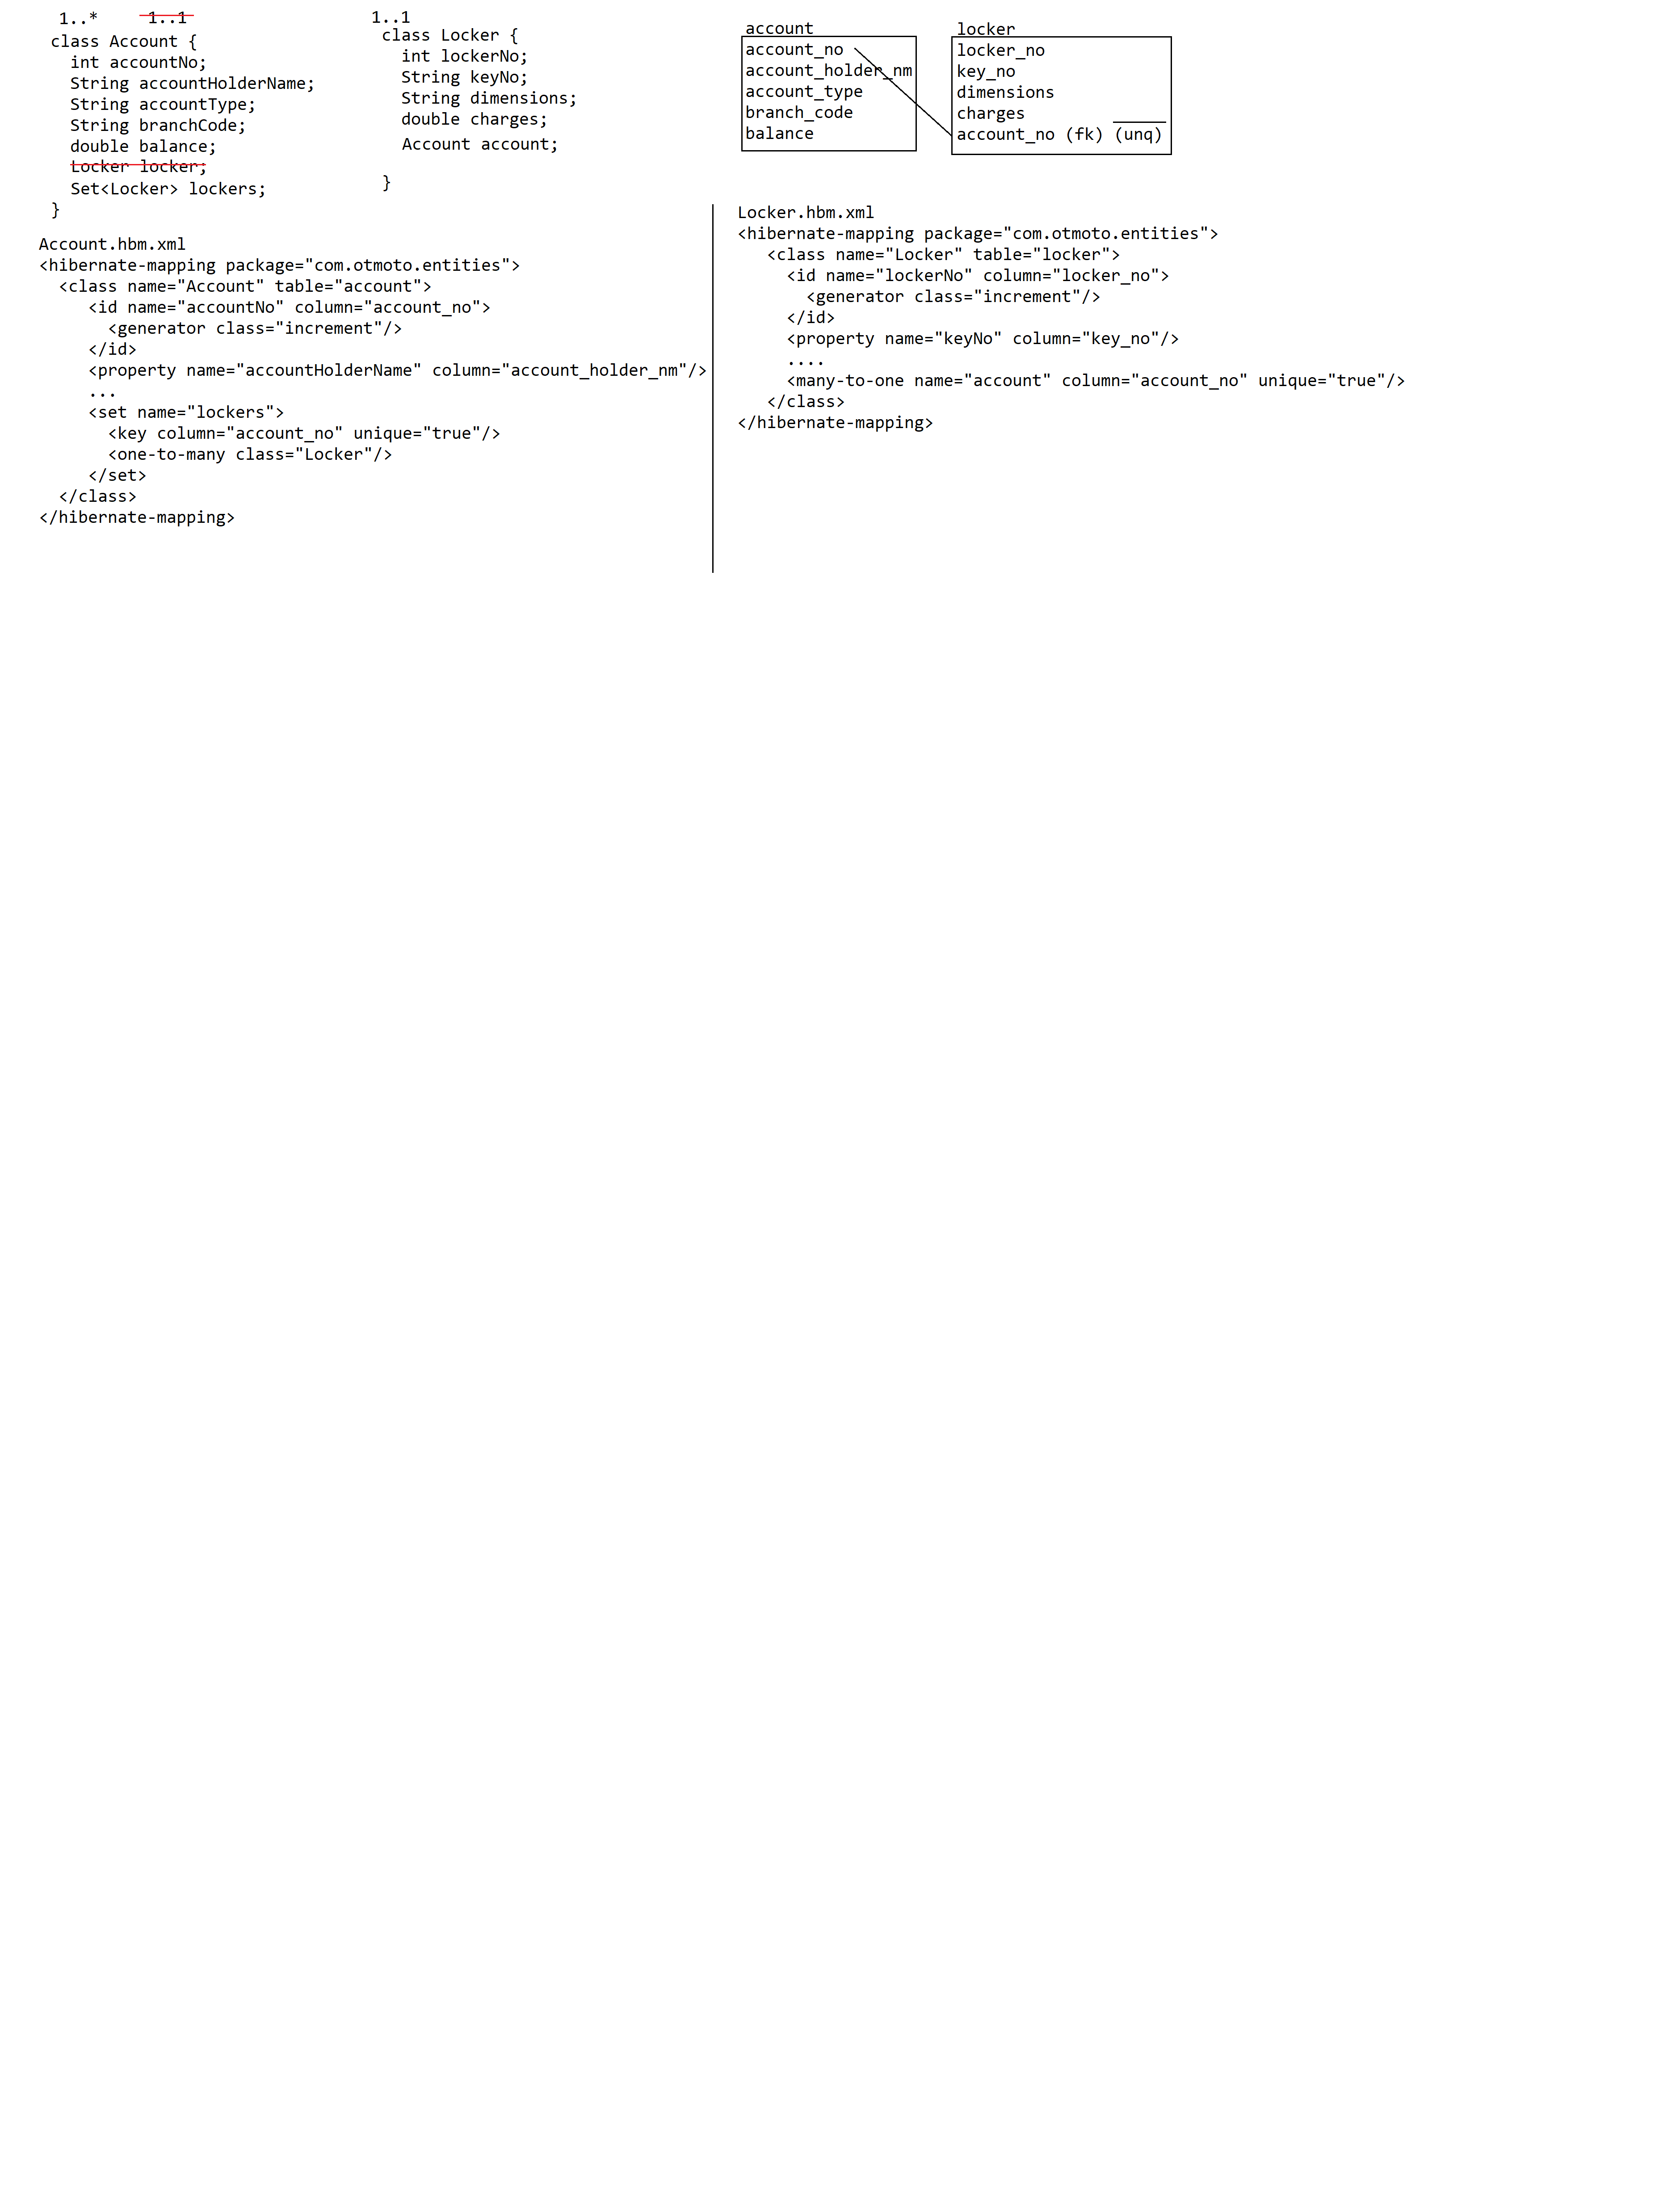 1..*     1..1
class Account {
  int accountNo;
  String accountHolderName;
  String accountType;
  String branchCode;
  double balance;
  Locker locker;
  Set<Locker> lockers;
}
1..1
class Locker {
  int lockerNo;
  String keyNo;
  String dimensions;
  double charges;
  Account account;
}
account
account_no
account_holder_nm
account_type
branch_code
balance
locker
locker_no
key_no
dimensions
charges
account_no (fk) (unq)
Account.hbm.xml
<hibernate-mapping package="com.otmoto.entities">
  <class name="Account" table="account">
     <id name="accountNo" column="account_no">
       <generator class="increment"/>
     </id>
     <property name="accountHolderName" column="account_holder_nm"/>
     ...
     <set name="lockers">
       <key column="account_no" unique="true"/>
       <one-to-many class="Locker"/>
     </set>
  </class>
</hibernate-mapping>
Locker.hbm.xml
<hibernate-mapping package="com.otmoto.entities">
   <class name="Locker" table="locker">
     <id name="lockerNo" column="locker_no">
       <generator class="increment"/>
     </id>
     <property name="keyNo" column="key_no"/>
     ....
     <many-to-one name="account" column="account_no" unique="true"/>
   </class>
</hibernate-mapping>